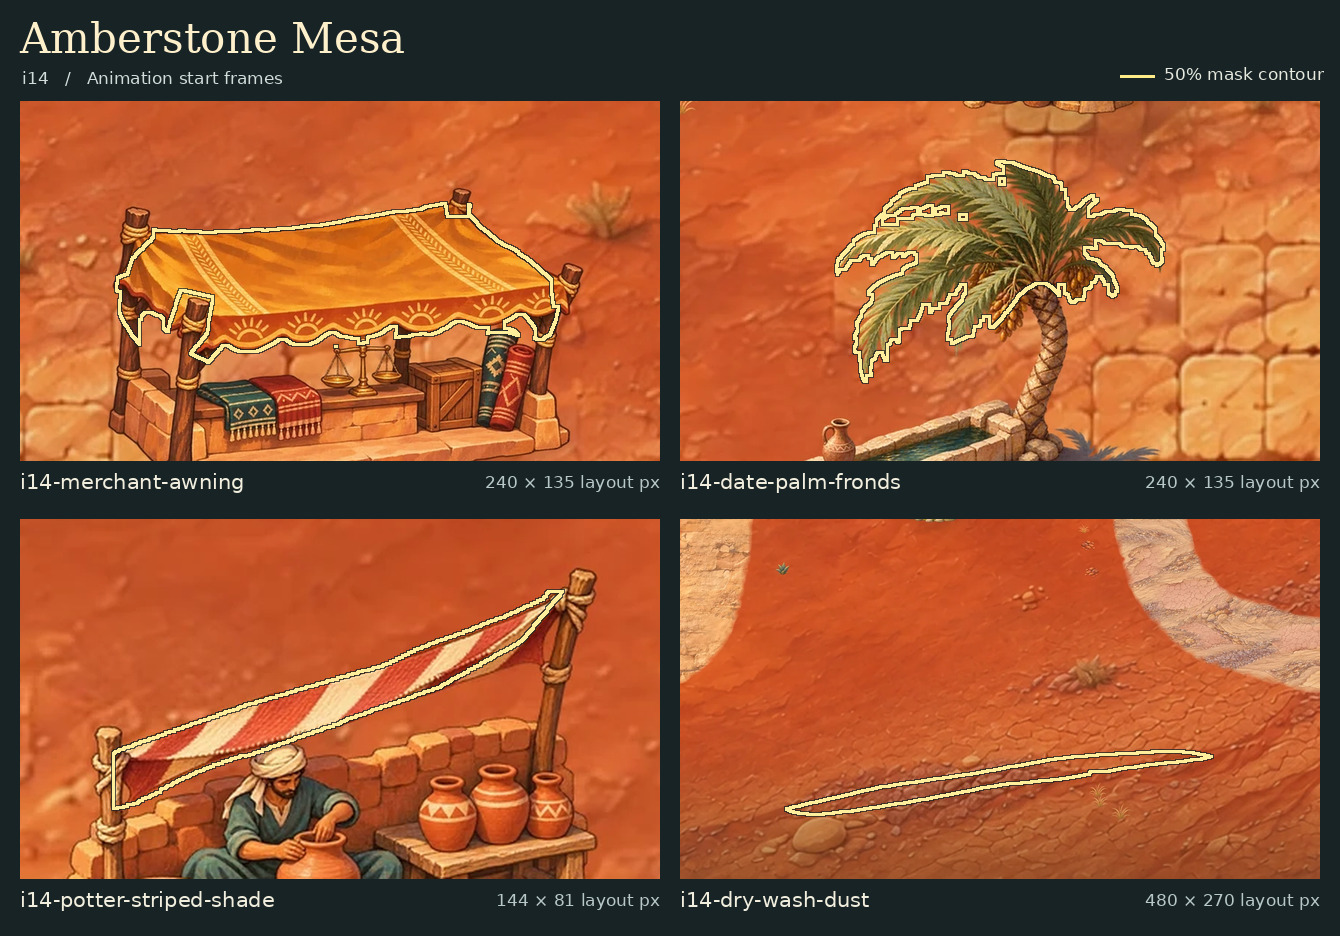 Amberstone Mesa
i14 / Animation start frames
50% mask contour
i14-merchant-awning
240 × 135 layout px
i14-date-palm-fronds
240 × 135 layout px
i14-potter-striped-shade
144 × 81 layout px
i14-dry-wash-dust
480 × 270 layout px